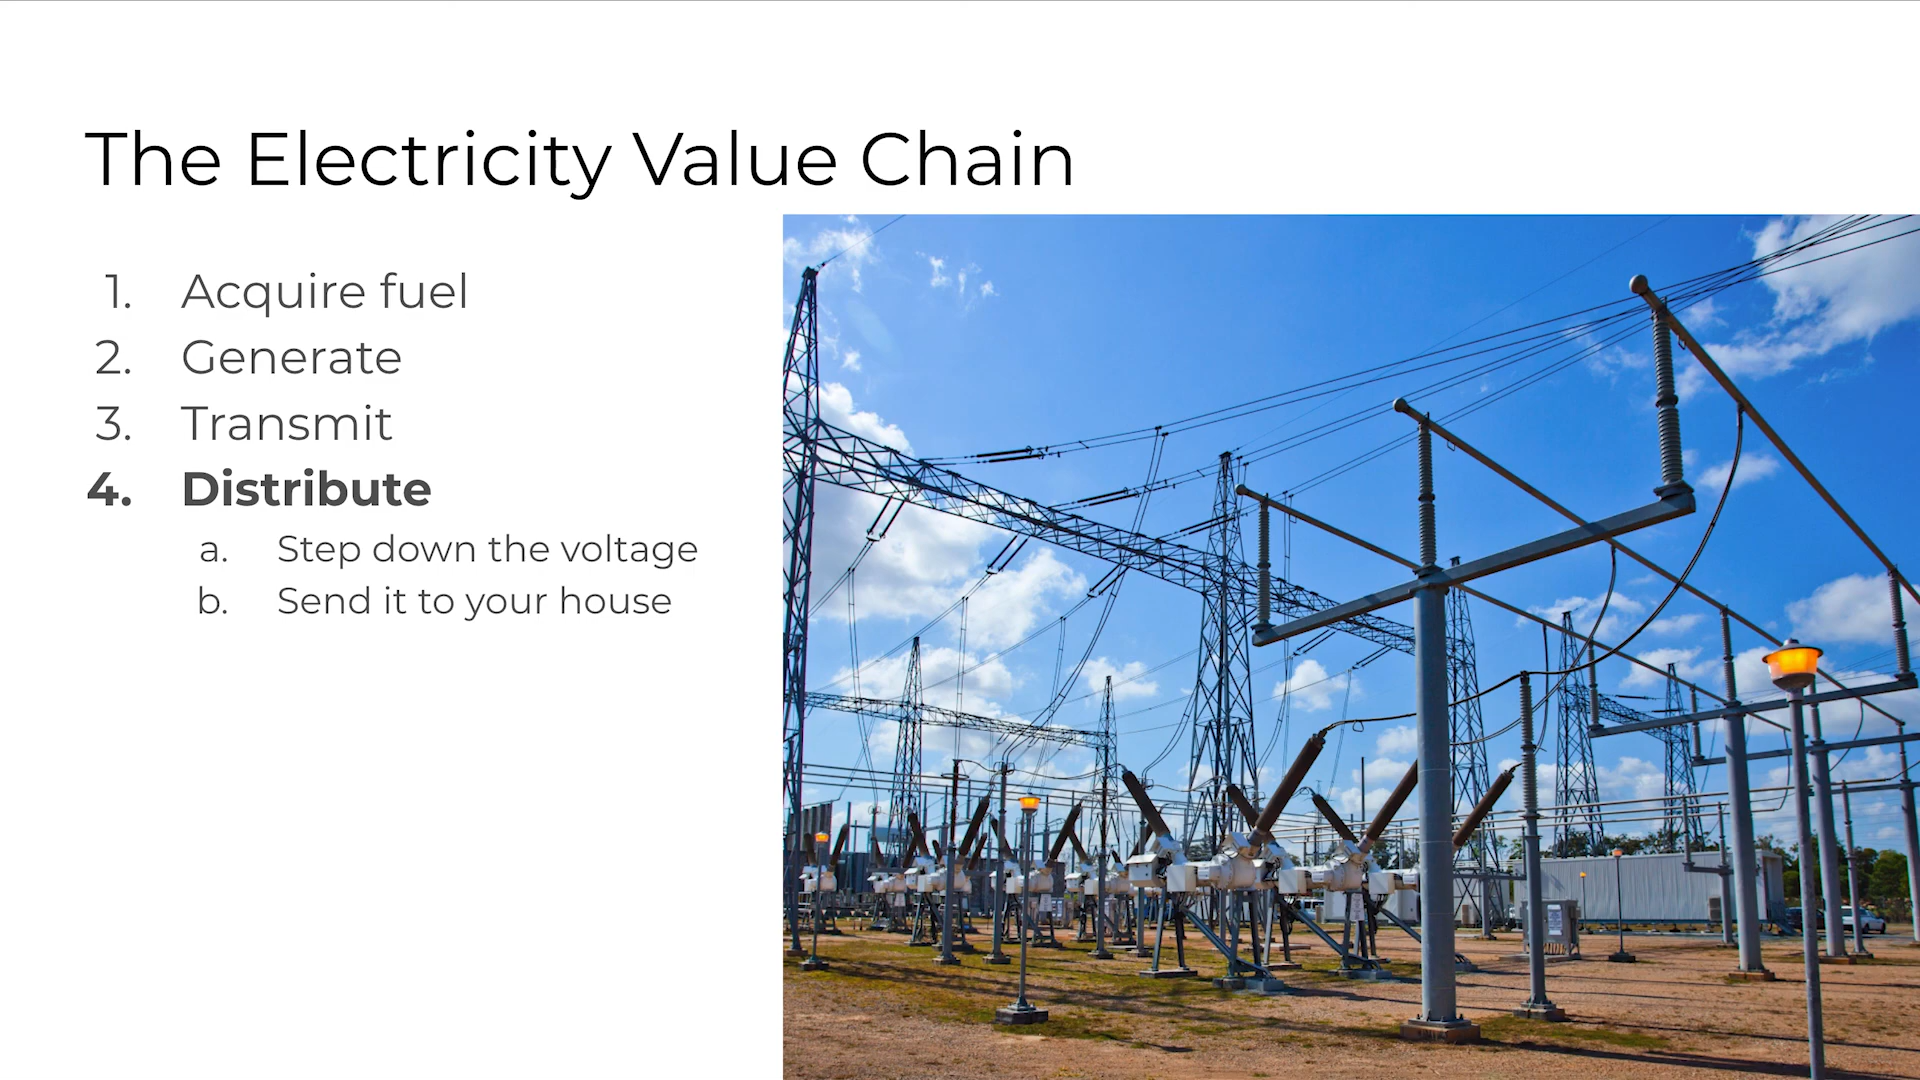 The Electricity Value Chain
1. Acquire fuel
2. Generate
3. Transmit
4. Distribute
a. Step down the voltage
b. Send it to your house